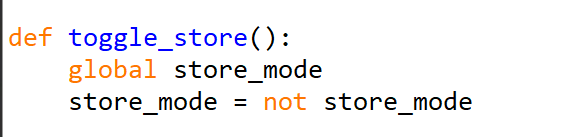 def toggle_store():
    global store_mode
    store_mode = not store_mode